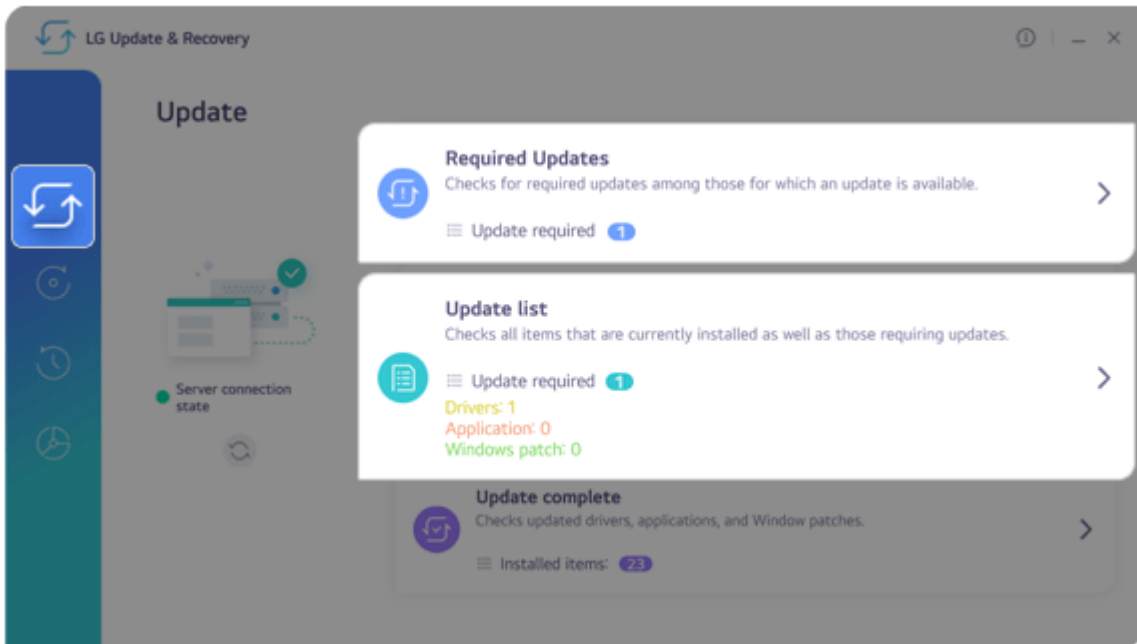 LG Update & Recovery
Update
Required Updates
Checks for required updates among those for which an update is available.
Update required 1
Update list
Checks all items that are currently installed as well as those requiring updates.
Update required 1
Drivers: 1
Application: 0
Windows patch: 0
Server connection
state
Update complete
Checks updated drivers, applications, and Window patches.
Installed items: 23